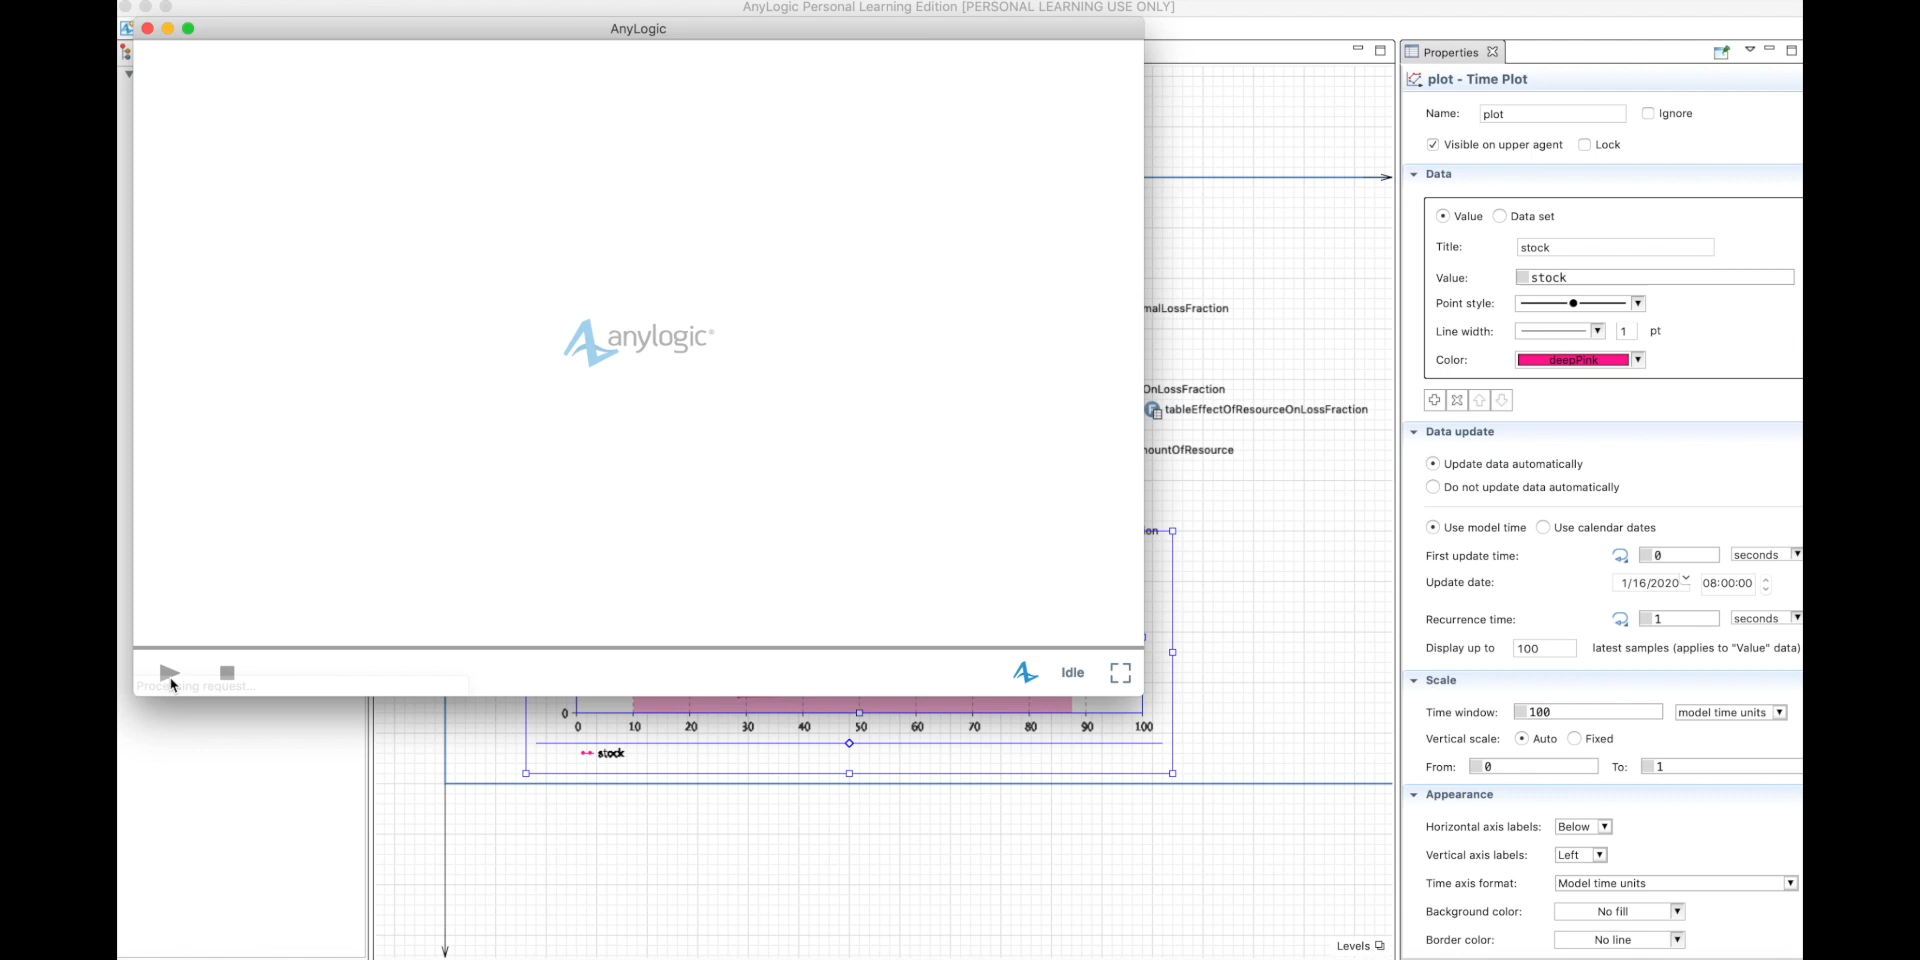 AnyLogic Personal Learning Edition [PERSONAL LEARNING USE ONLY]
AnyLogic
anylogic®
Processing request...
Idle
malLossFraction
OnLossFraction
tableEffectOfResourceOnLossFraction
nountOfResource
on
0
0 10 20 30 40 50 60 70 80 90 100
stock
Levels
Properties
plot - Time Plot
Name: plot Ignore
Visible on upper agent Lock
Data
Value Data set
Title: stock
Value: stock
Point style:
Line width: 1 pt
Color: deepPink
Data update
Update data automatically
Do not update data automatically
Use model time Use calendar dates
First update time: 0 seconds
Update date: 1/16/2020 08:00:00
Recurrence time: 1 seconds
Display up to 100 latest samples (applies to "Value" data)
Scale
Time window: 100 model time units
Vertical scale: Auto Fixed
From: 0 To: 1
Appearance
Horizontal axis labels: Below
Vertical axis labels: Left
Time axis format: Model time units
Background color: No fill
Border color: No line